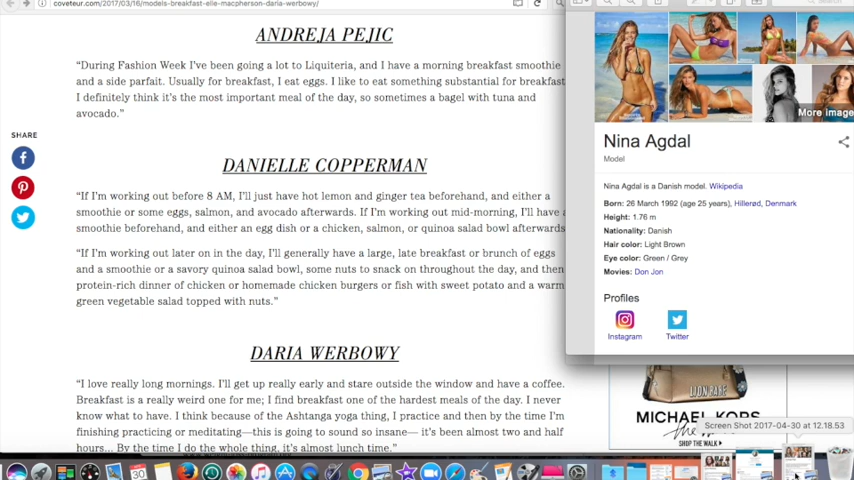 coveteur.com/2017/03/16/models-breakfast-elle-macpherson-daria-werbowy/
ANDREJA PEJIC
“During Fashion Week I’ve been going a lot to Liquiteria, and I have a morning breakfast smoothie
and a side parfait. Usually for breakfast, I eat eggs. I like to eat something substantial for breakfast
I definitely think it’s the most important meal of the day, so sometimes a bagel with tuna and
avocado.”
SHARE
DANIELLE COPPERMAN
“If I’m working out before 8 AM, I’ll just have hot lemon and ginger tea beforehand, and either a
smoothie or some eggs, salmon, and avocado afterwards. If I’m working out mid-morning, I’ll have a
smoothie beforehand, and either an egg dish or a chicken, salmon, or quinoa salad bowl afterwards
“If I’m working out later on in the day, I’ll generally have a large, late breakfast or brunch of eggs
and a smoothie or a savory quinoa salad bowl, some nuts to snack on throughout the day, and then
protein-rich dinner of chicken or homemade chicken burgers or fish with sweet potato and a warm
green vegetable salad topped with nuts.”
DARIA WERBOWY
“I love really long mornings. I’ll get up really early and stare outside the window and have a coffee.
Breakfast is a really weird one for me; I find breakfast one of the hardest meals of the day. I never
know what to have. I think because of the Ashtanga yoga thing, I practice and then by the time I’m
finishing practicing or meditating—this is going to sound so insane— it’s been almost two and half
hours... By the time I do the whole thing, it’s almost lunch time.”
More image
Nina Agdal
Model
Nina Agdal is a Danish model. Wikipedia
Born: 26 March 1992 (age 25 years), Hillerød, Denmark
Height: 1.76 m
Nationality: Danish
Hair color: Light Brown
Eye color: Green / Grey
Movies: Don Jon
Profiles
Instagram
Twitter
MICHAEL KORS
the Walk
SHOP THE WALK
Screen Shot 2017-04-30 at 12.18.53
30